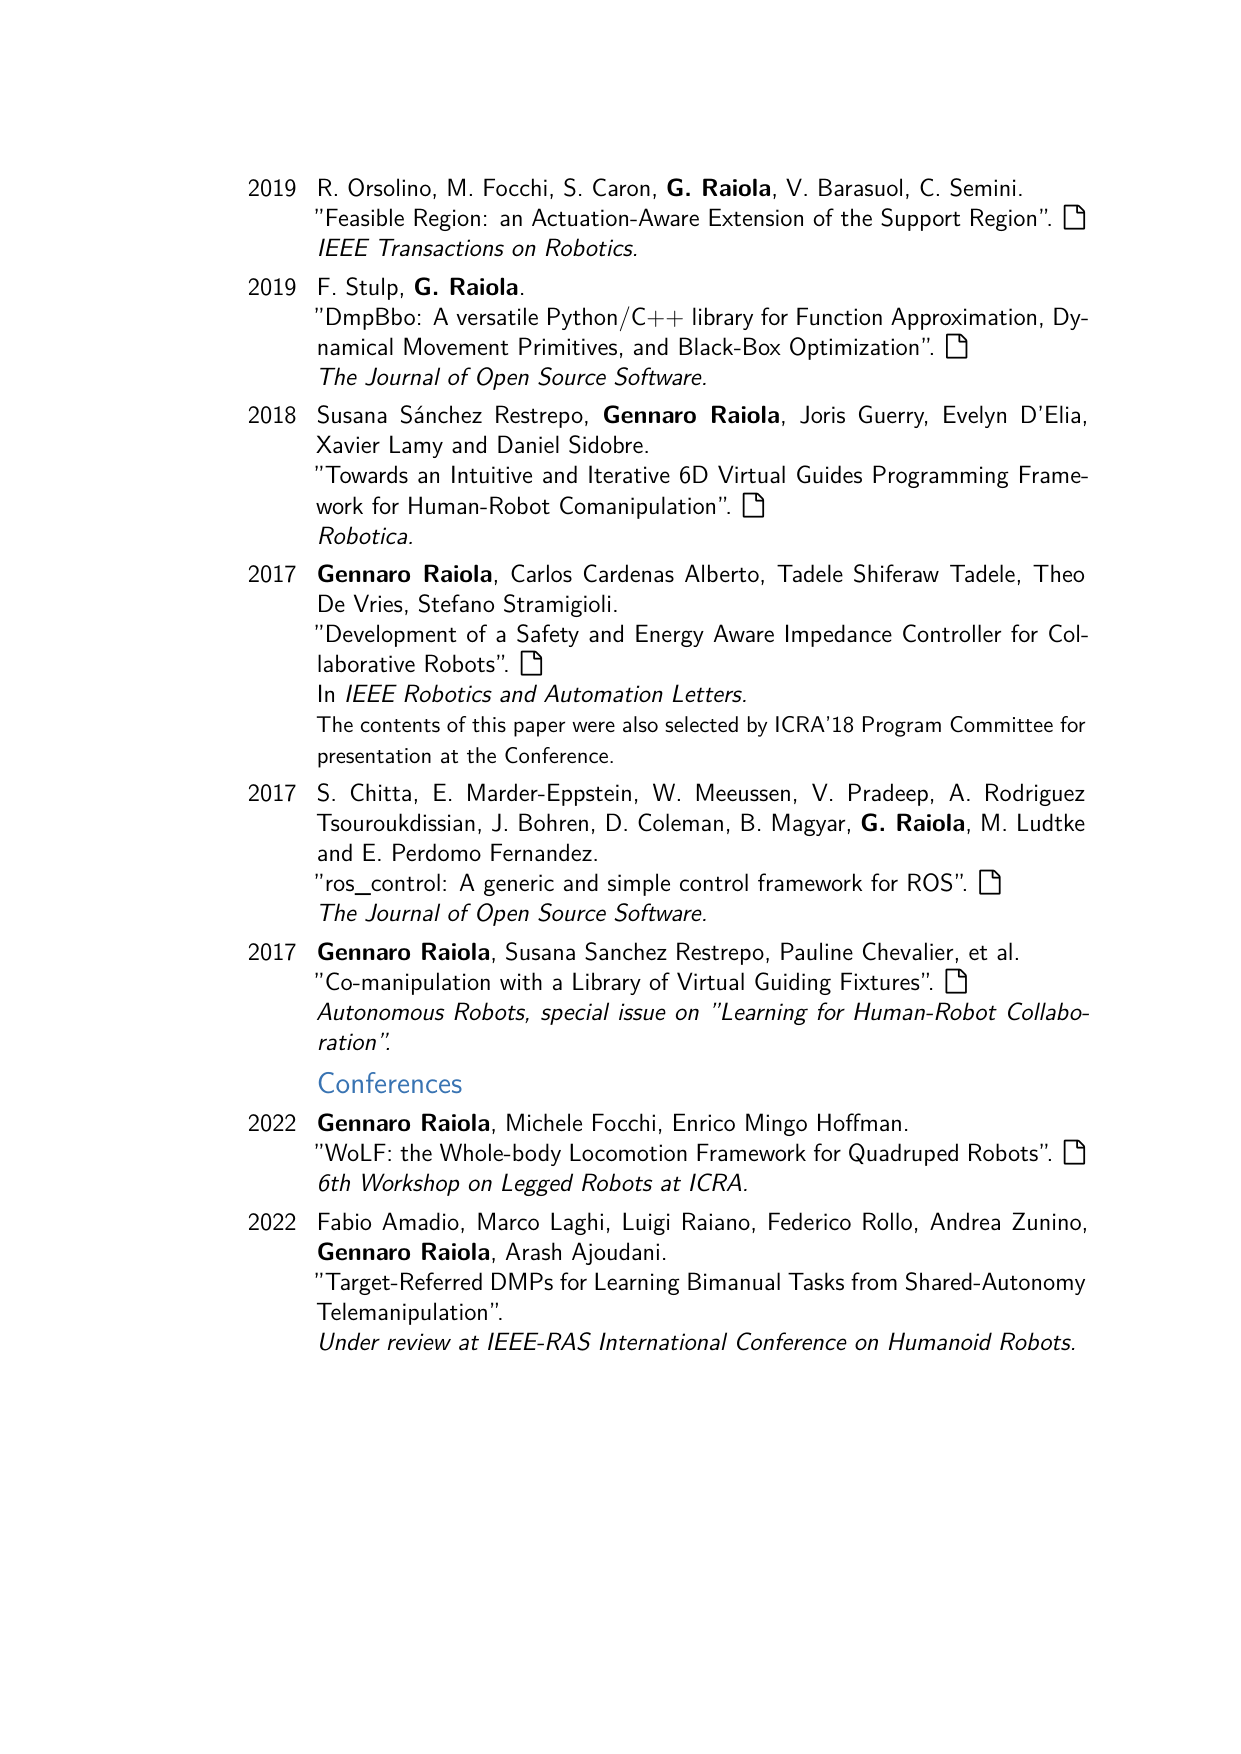 2019 R. Orsolino, M. Focchi, S. Caron, G. Raiola, V. Barasuol, C. Semini.
”Feasible Region: an Actuation-Aware Extension of the Support Region”.
IEEE Transactions on Robotics.
2019 F. Stulp, G. Raiola.
”DmpBbo: A versatile Python/C++ library for Function Approximation, Dy-
namical Movement Primitives, and Black-Box Optimization”.
The Journal of Open Source Software.
2018 Susana Sánchez Restrepo, Gennaro Raiola, Joris Guerry, Evelyn D’Elia,
Xavier Lamy and Daniel Sidobre.
”Towards an Intuitive and Iterative 6D Virtual Guides Programming Frame-
work for Human-Robot Comanipulation”.
Robotica.
2017 Gennaro Raiola, Carlos Cardenas Alberto, Tadele Shiferaw Tadele, Theo
De Vries, Stefano Stramigioli.
”Development of a Safety and Energy Aware Impedance Controller for Col-
laborative Robots”.
In IEEE Robotics and Automation Letters.
The contents of this paper were also selected by ICRA’18 Program Committee for
presentation at the Conference.
2017 S. Chitta, E. Marder-Eppstein, W. Meeussen, V. Pradeep, A. Rodriguez
Tsouroukdissian, J. Bohren, D. Coleman, B. Magyar, G. Raiola, M. Ludtke
and E. Perdomo Fernandez.
”ros_control: A generic and simple control framework for ROS”.
The Journal of Open Source Software.
2017 Gennaro Raiola, Susana Sanchez Restrepo, Pauline Chevalier, et al.
”Co-manipulation with a Library of Virtual Guiding Fixtures”.
Autonomous Robots, special issue on ”Learning for Human-Robot Collabo-
ration”.
Conferences
2022 Gennaro Raiola, Michele Focchi, Enrico Mingo Hoffman.
”WoLF: the Whole-body Locomotion Framework for Quadruped Robots”.
6th Workshop on Legged Robots at ICRA.
2022 Fabio Amadio, Marco Laghi, Luigi Raiano, Federico Rollo, Andrea Zunino,
Gennaro Raiola, Arash Ajoudani.
”Target-Referred DMPs for Learning Bimanual Tasks from Shared-Autonomy
Telemanipulation”.
Under review at IEEE-RAS International Conference on Humanoid Robots.